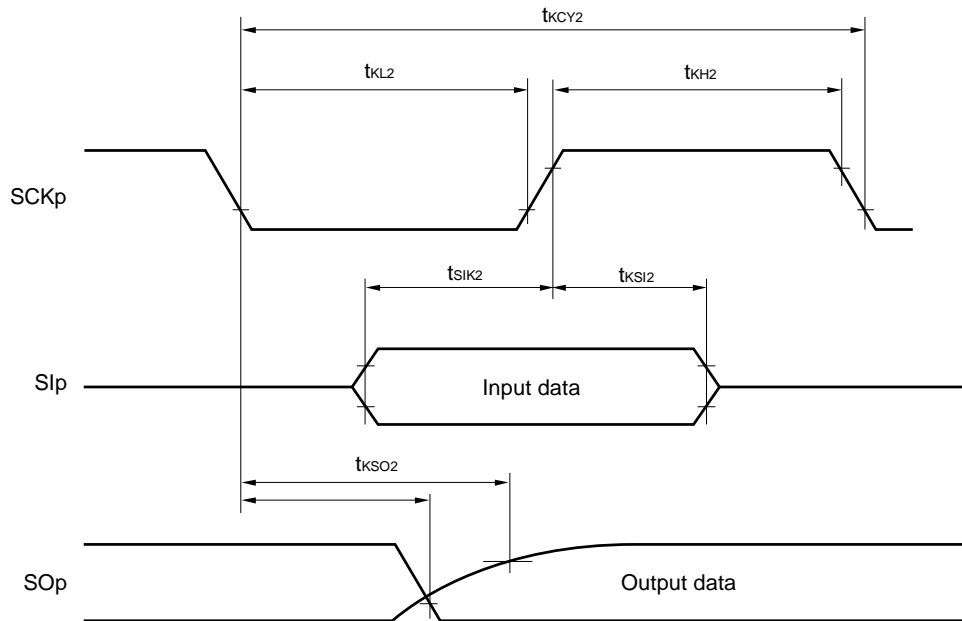 tKCY2
tKL2
tKH2
SCKp
tSIK2
tKSI2
SIp
Input data
tKSO2
SOp
Output data